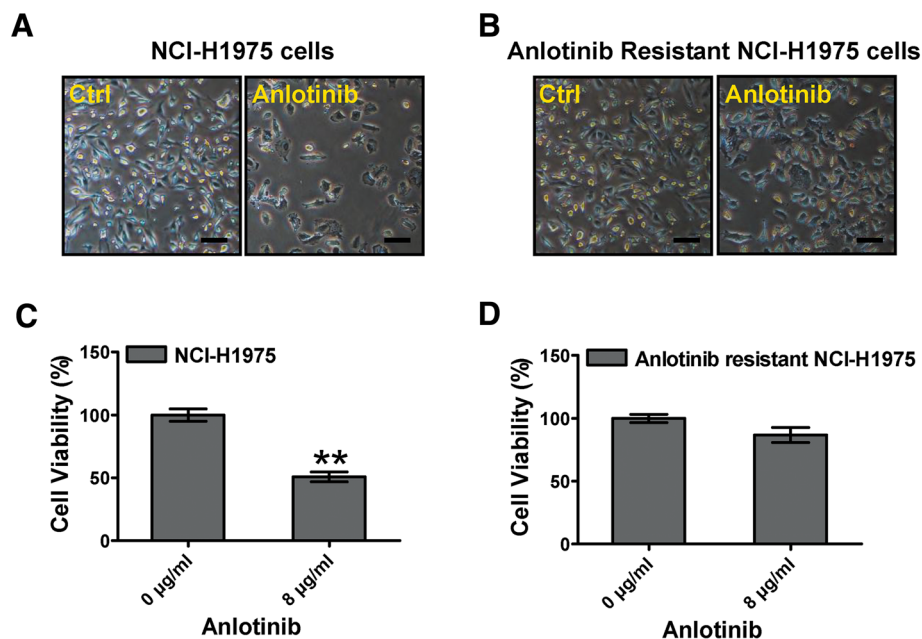 A
NCI-H1975 cells
Ctrl
Anlotinib
B
Anlotinib Resistant NCI-H1975 cells
Ctrl
Anlotinib
C
NCI-H1975
Cell Viability (%)
150
100
50
0
0 µg/ml
8 µg/ml
Anlotinib
**
D
Anlotinib resistant NCI-H1975
Cell Viability (%)
150
100
50
0
0 µg/ml
8 µg/ml
Anlotinib